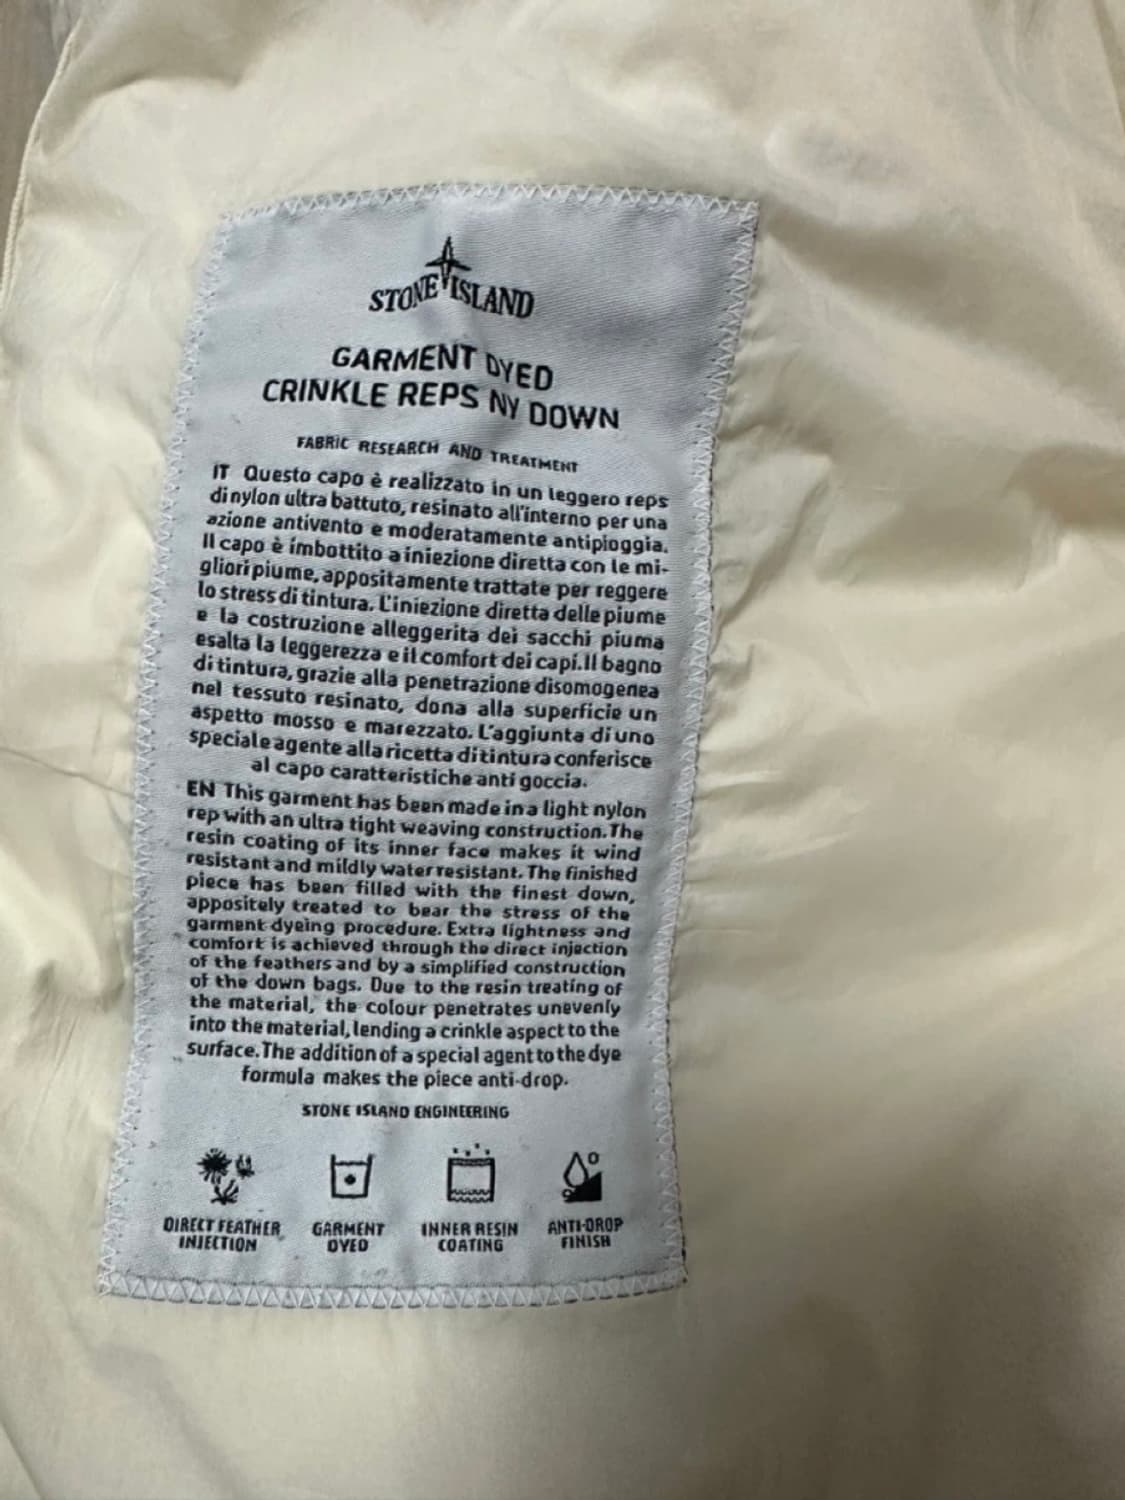 STONE ISLAND
GARMENT DYED
CRINKLE REPS NY DOWN
FABRIC RESEARCH AND TREATMENT
IT Questo capo è realizzato in un leggero reps
di nylon ultra battuto, resinato all'interno per una
azione antivento e moderatamente antipioggia.
Il capo è imbottito a iniezione diretta con le mi-
gliori piume, appositamente trattate per reggere
lo stress di tintura. L'iniezione diretta delle piume
e la costruzione alleggerita dei sacchi piuma
esalta la leggerezza e il comfort dei capi. Il bagno
di tintura, grazie alla penetrazione disomogenea
nel tessuto resinato, dona alla superficie un
aspetto mosso e marezzato. L'aggiunta di uno
speciale agente alla ricetta di tintura conferisce
al capo caratteristiche anti goccia.
EN This garment has been made in a light nylon
rep with an ultra tight weaving construction. The
resin coating of its inner face makes it wind
resistant and mildly water resistant. The finished
piece has been filled with the finest down,
appositely treated to bear the stress of the
garment dyeing procedure. Extra lightness and
comfort is achieved through the direct injection
of the feathers and by a simplified construction
of the down bags. Due to the resin treating of
the material, the colour penetrates unevenly
into the material, lending a crinkle aspect to the
surface. The addition of a special agent to the dye
formula makes the piece anti-drop.
STONE ISLAND ENGINEERING
DIRECT FEATHER INJECTION
GARMENT DYED
INNER RESIN COATING
ANTI-DROP FINISH